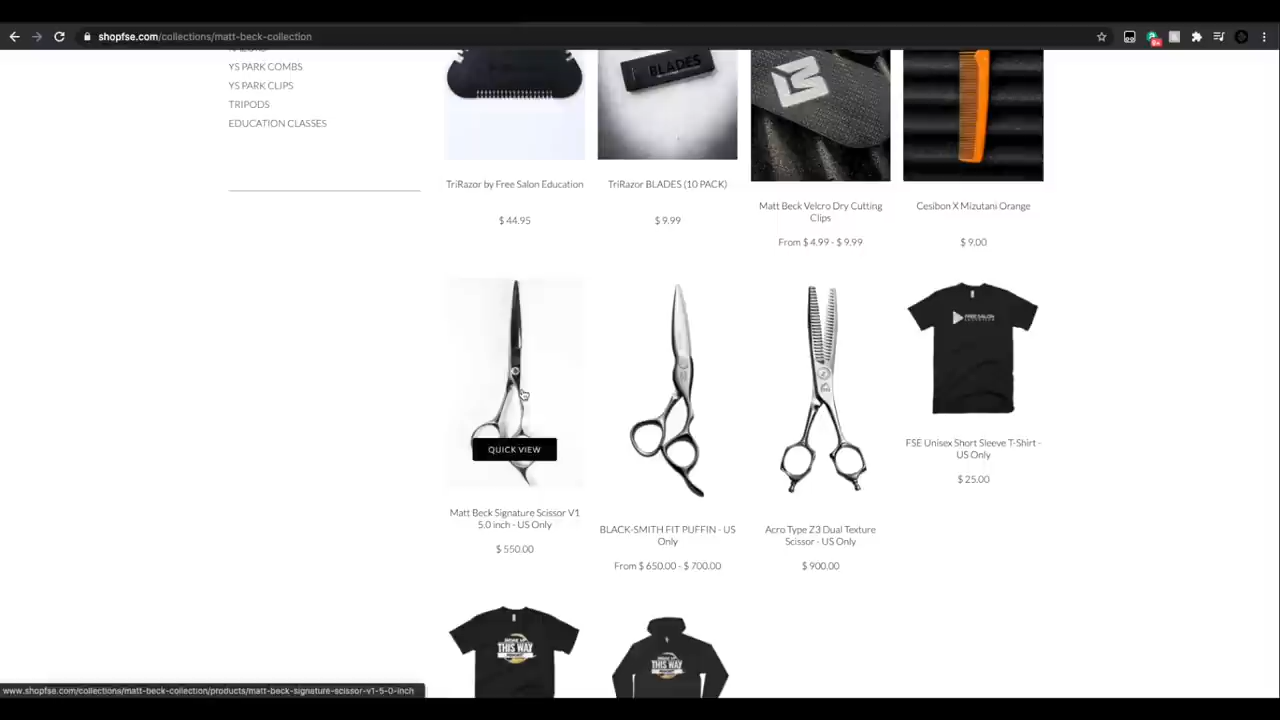 shopfse.com/collections/matt-beck-collection
YS PARK COMBS
YS PARK CLIPS
TRIPODS
EDUCATION CLASSES
BLADES
TriRazor by Free Salon Education
$ 44.95
TriRazor BLADES (10 PACK)
$ 9.99
Matt Beck Velcro Dry Cutting
Clips
From $ 4.99 - $ 9.99
Cesibon X Mizutani Orange
$ 9.00
QUICK VIEW
Matt Beck Signature Scissor V1
5.0 inch - US Only
$ 550.00
BLACK-SMITH FIT PUFFIN - US
Only
From $ 650.00 - $ 700.00
Acro Type Z3 Dual Texture
Scissor - US Only
$ 900.00
FREE SALON
FSE Unisex Short Sleeve T-Shirt -
US Only
$ 25.00
THIS WAY
THIS WAY
www.shopfse.com/collections/matt-beck-collection/products/matt-beck-signature-scissor-v1-5-0-inch